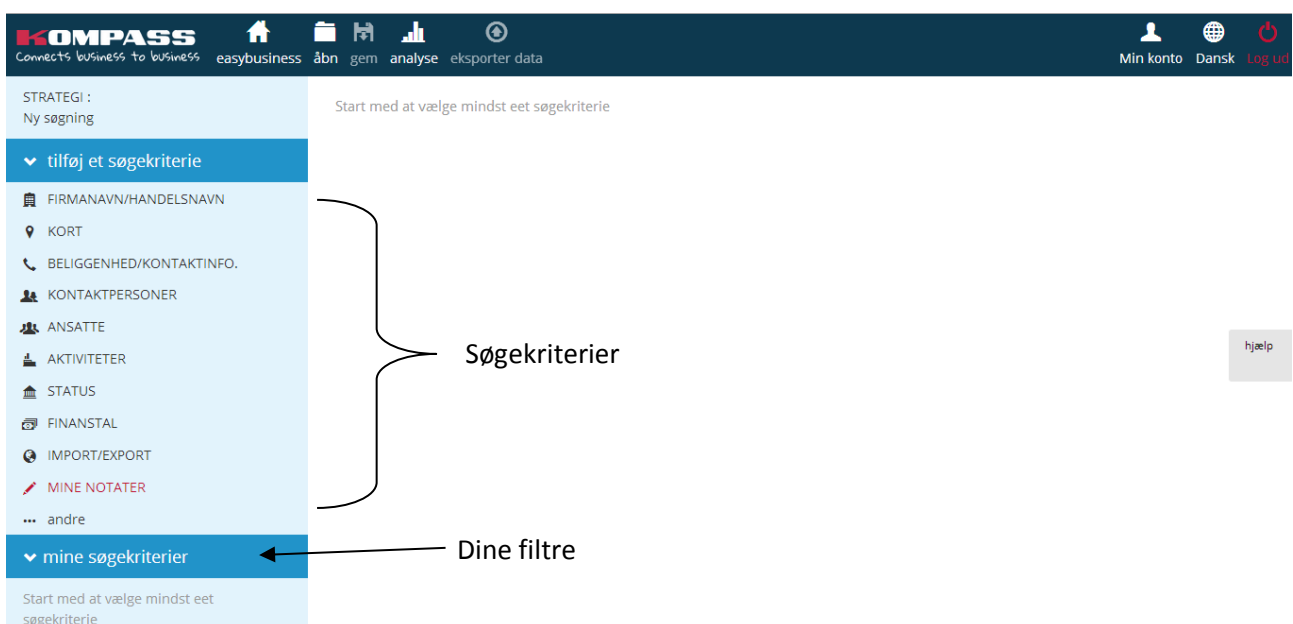 KOMPASS
Connects business to business
easybusiness åbn gem analyse eksporter data
Min konto Dansk Log ud
STRATEGI :
Ny søgning
Start med at vælge mindst eet søgekriterie
tilføj et søgekriterie
FIRMANAVN/HANDELSNAVN
KORT
BELIGGENHED/KONTAKTINFO.
KONTAKTPERSONER
ANSATTE
AKTIVITETER
STATUS
FINANSTAL
IMPORT/EXPORT
MINE NOTATER
... andre
Søgekriterier
hjælp
mine søgekriterier
Dine filtre
Start med at vælge mindst eet
søgekriterie